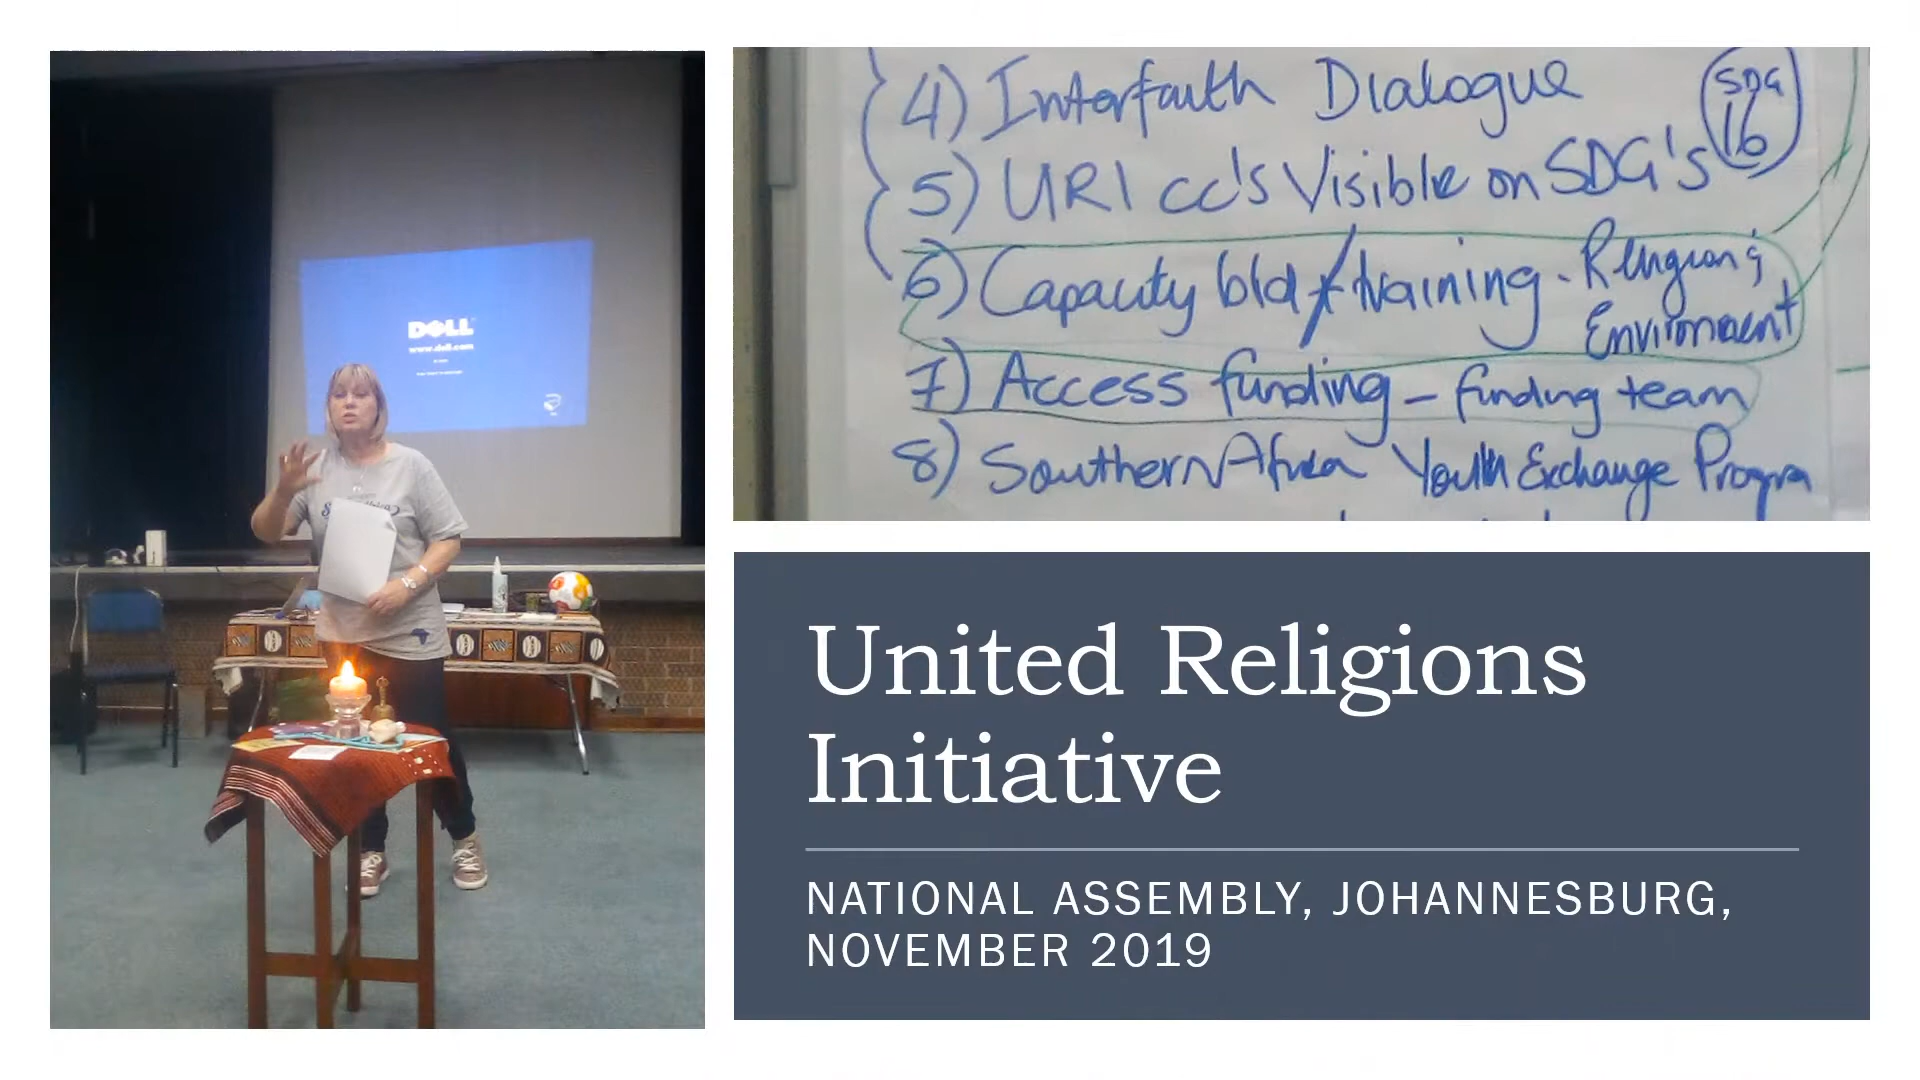 DELL
www.dell.com
4) Interfaith Dialogue
SDG
16
5) URI cc's Visible on SDG's
6) Capacity bld / training - Religion &
Environment
7) Access funding – funding team
8) Southern Africa Youth Exchange Progra
United Religions
Initiative
NATIONAL ASSEMBLY, JOHANNESBURG,
NOVEMBER 2019